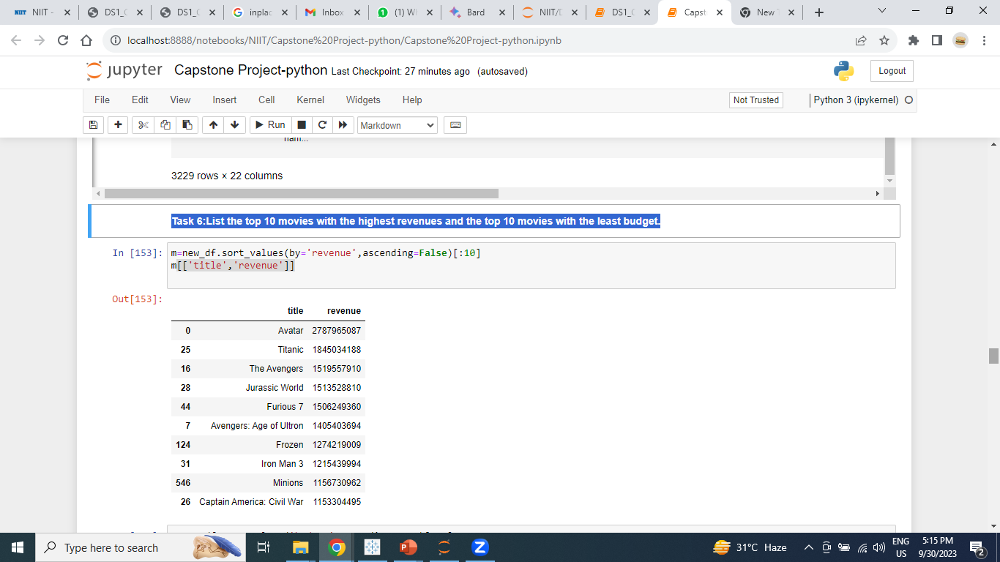 NIIT -
DS1_C
DS1_C
inplac
Inbox
(1) W
Bard
NIIT/D
DS1_C
Capst
New T
localhost:8888/notebooks/NIIT/Capstone%20Project-python/Capstone%20Project-python.ipynb
jupyter Capstone Project-python Last Checkpoint: 27 minutes ago (autosaved)
Logout
File Edit View Insert Cell Kernel Widgets Help
Not Trusted
Python 3 (ipykernel)
Run
Markdown
nam...
3229 rows × 22 columns
Task 6:List the top 10 movies with the highest revenues and the top 10 movies with the least budget.
In [153]: m=new_df.sort_values(by='revenue',ascending=False)[:10]
m[['title','revenue']]
Out[153]:
title revenue
0 Avatar 2787965087
25 Titanic 1845034188
16 The Avengers 1519557910
28 Jurassic World 1513528810
44 Furious 7 1506249360
7 Avengers: Age of Ultron 1405403694
124 Frozen 1274219009
31 Iron Man 3 1215439994
546 Minions 1156730962
26 Captain America: Civil War 1153304495
Type here to search
31°C Haze
ENG
US
5:15 PM
9/30/2023
2